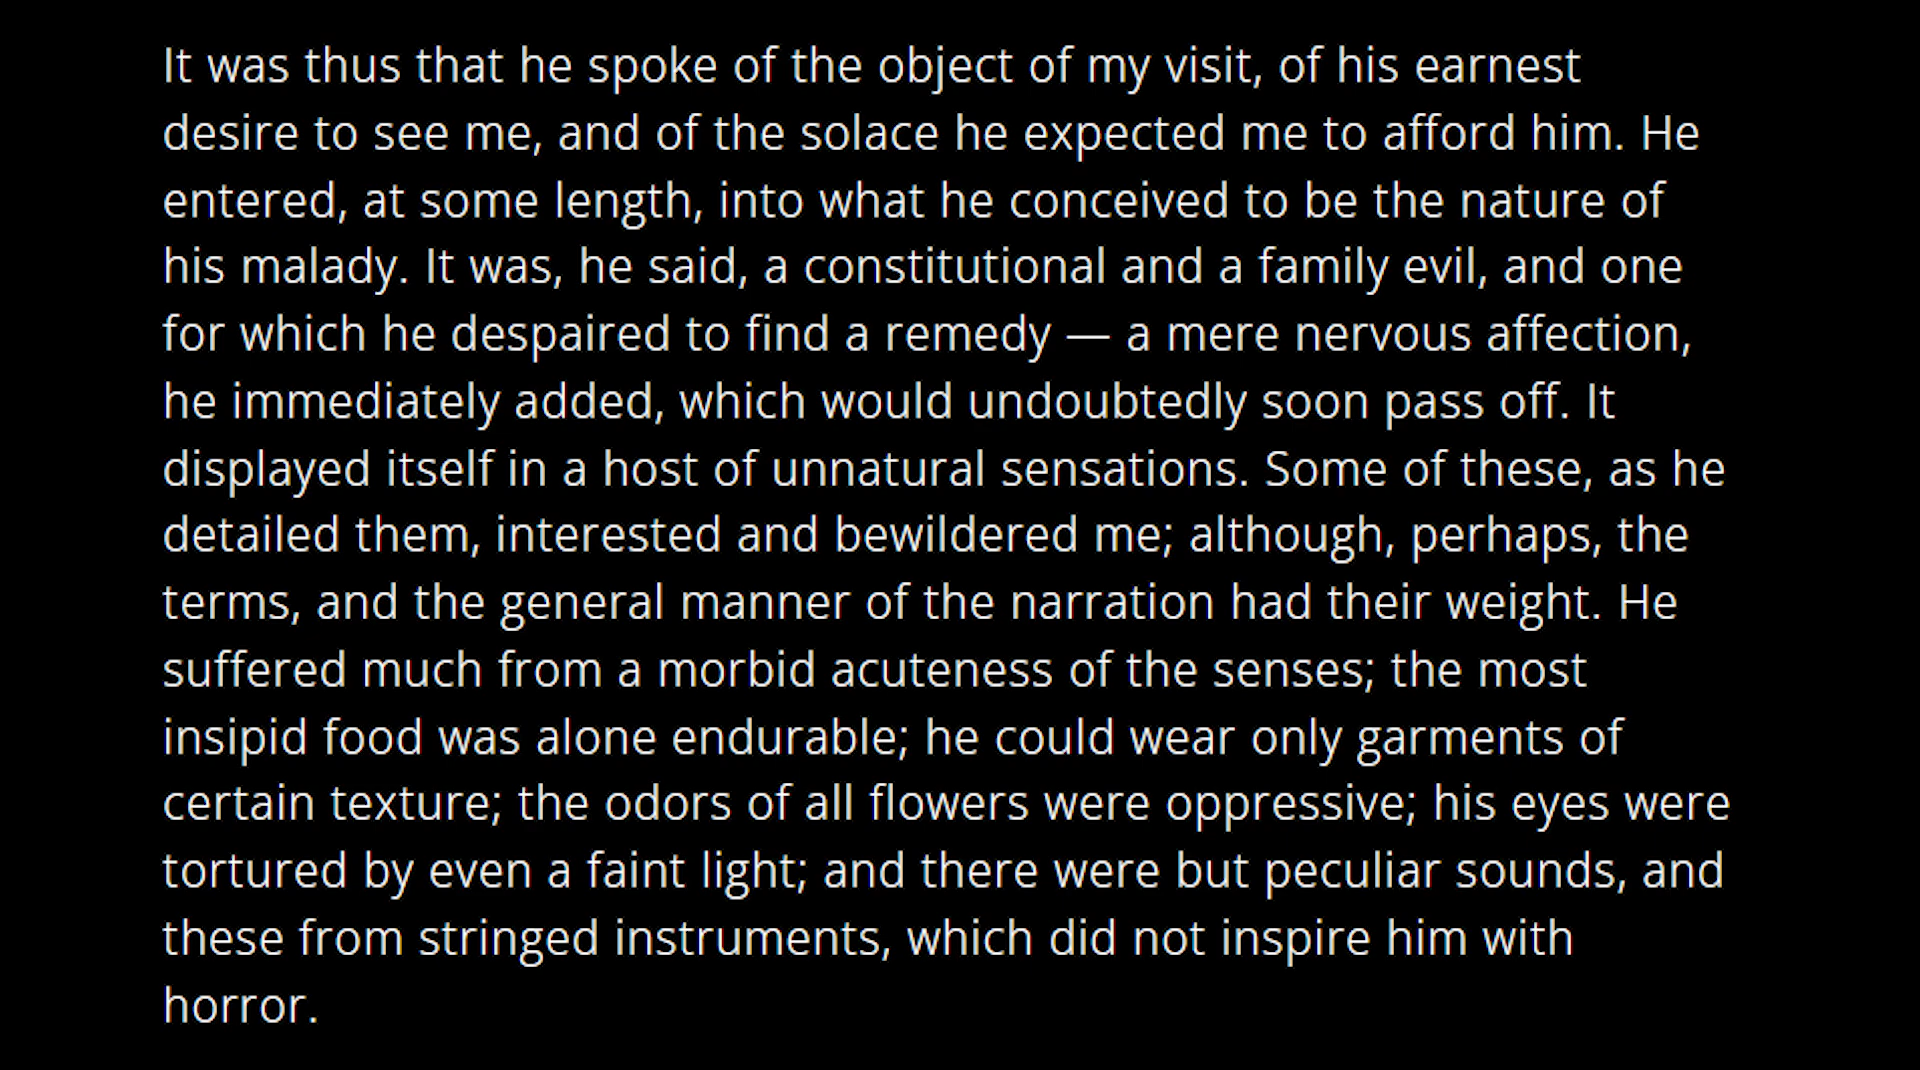 It was thus that he spoke of the object of my visit, of his earnest
desire to see me, and of the solace he expected me to afford him. He
entered, at some length, into what he conceived to be the nature of
his malady. It was, he said, a constitutional and a family evil, and one
for which he despaired to find a remedy — a mere nervous affection,
he immediately added, which would undoubtedly soon pass off. It
displayed itself in a host of unnatural sensations. Some of these, as he
detailed them, interested and bewildered me; although, perhaps, the
terms, and the general manner of the narration had their weight. He
suffered much from a morbid acuteness of the senses; the most
insipid food was alone endurable; he could wear only garments of
certain texture; the odors of all flowers were oppressive; his eyes were
tortured by even a faint light; and there were but peculiar sounds, and
these from stringed instruments, which did not inspire him with
horror.